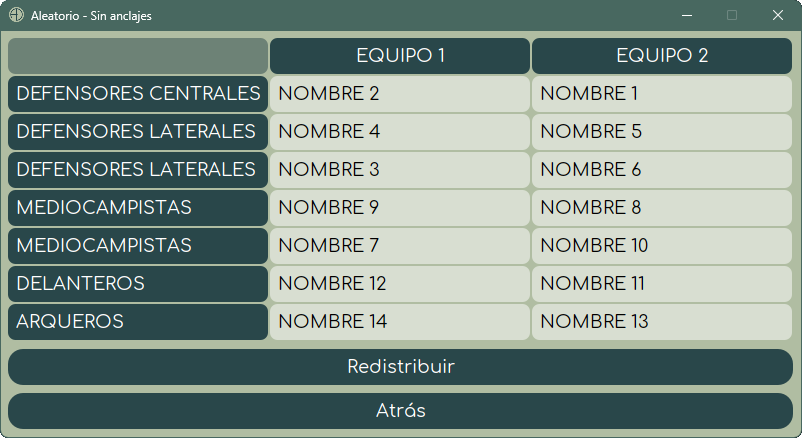 Aleatorio - Sin anclajes
EQUIPO 1 EQUIPO 2
DEFENSORES CENTRALES NOMBRE 2 NOMBRE 1
DEFENSORES LATERALES NOMBRE 4 NOMBRE 5
DEFENSORES LATERALES NOMBRE 3 NOMBRE 6
MEDIOCAMPISTAS NOMBRE 9 NOMBRE 8
MEDIOCAMPISTAS NOMBRE 7 NOMBRE 10
DELANTEROS NOMBRE 12 NOMBRE 11
ARQUEROS NOMBRE 14 NOMBRE 13
Redistribuir
Atrás